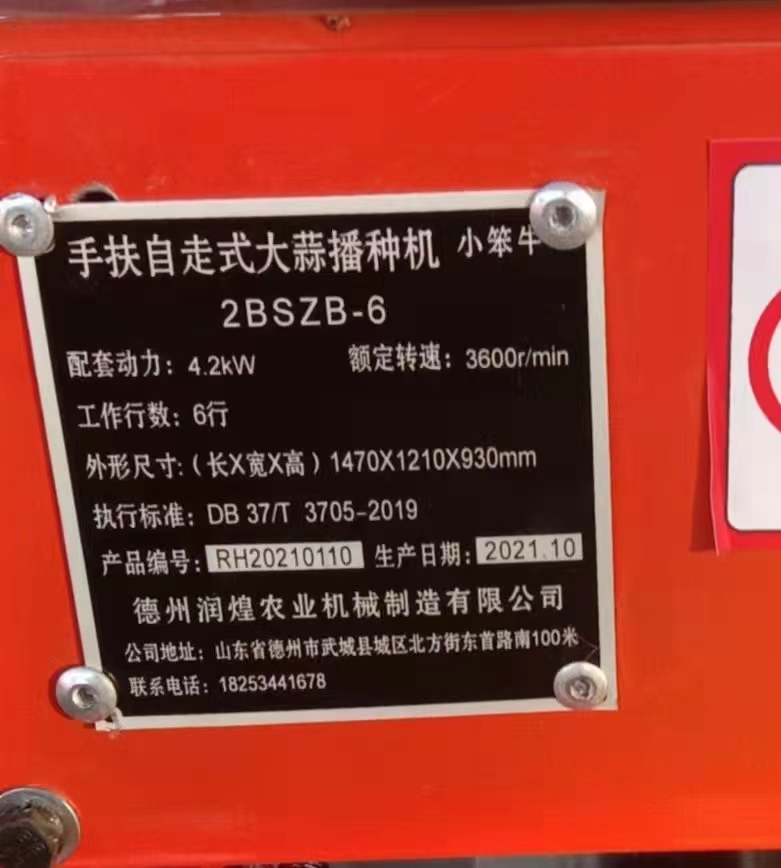 手扶自走式大蒜播种机 小笨牛
2BSZB-6
配套动力：4.2kW 额定转速：3600r/min
工作行数：6行
外形尺寸：（长X宽X高）1470X1210X930mm
执行标准：DB 37/T 3705-2019
产品编号：RH20210110 生产日期：2021.10
德州润煌农业机械制造有限公司
公司地址：山东省德州市武城县城区北方街东首路南100米
联系电话：18253441678